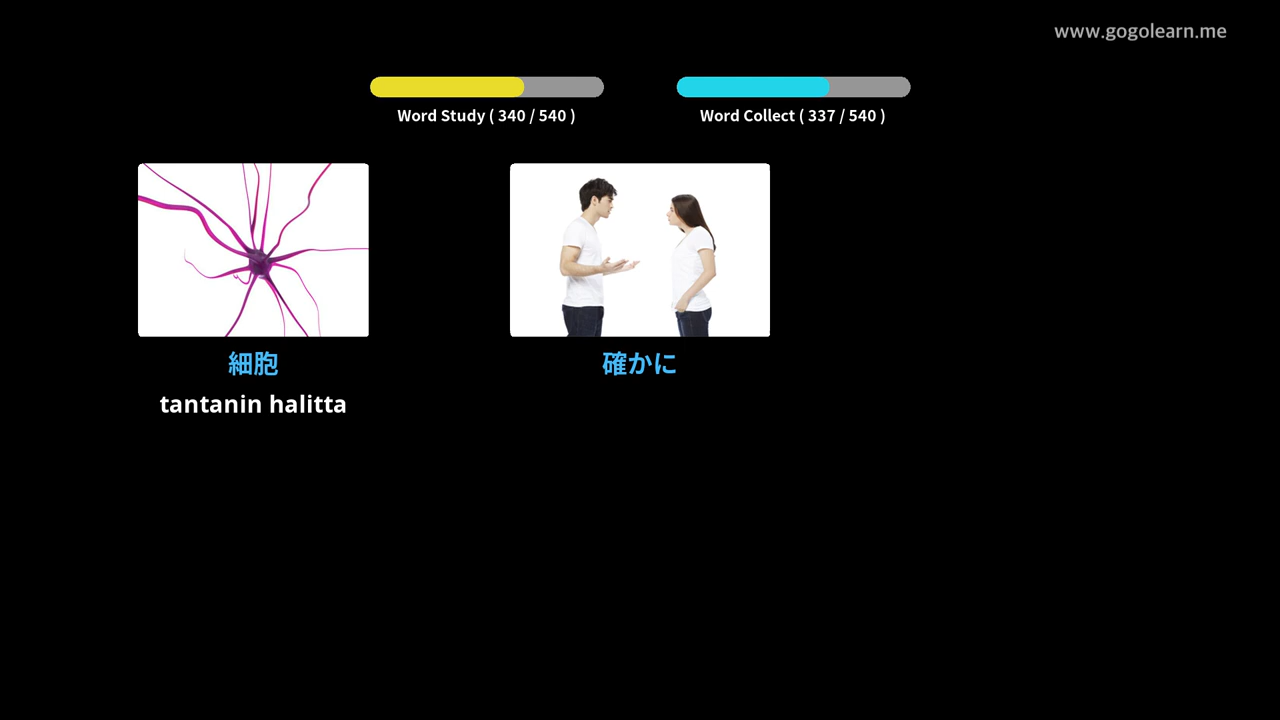 www.gogolearn.me
Word Study ( 340 / 540 )
Word Collect ( 337 / 540 )
細胞
確かに
tantanin halitta